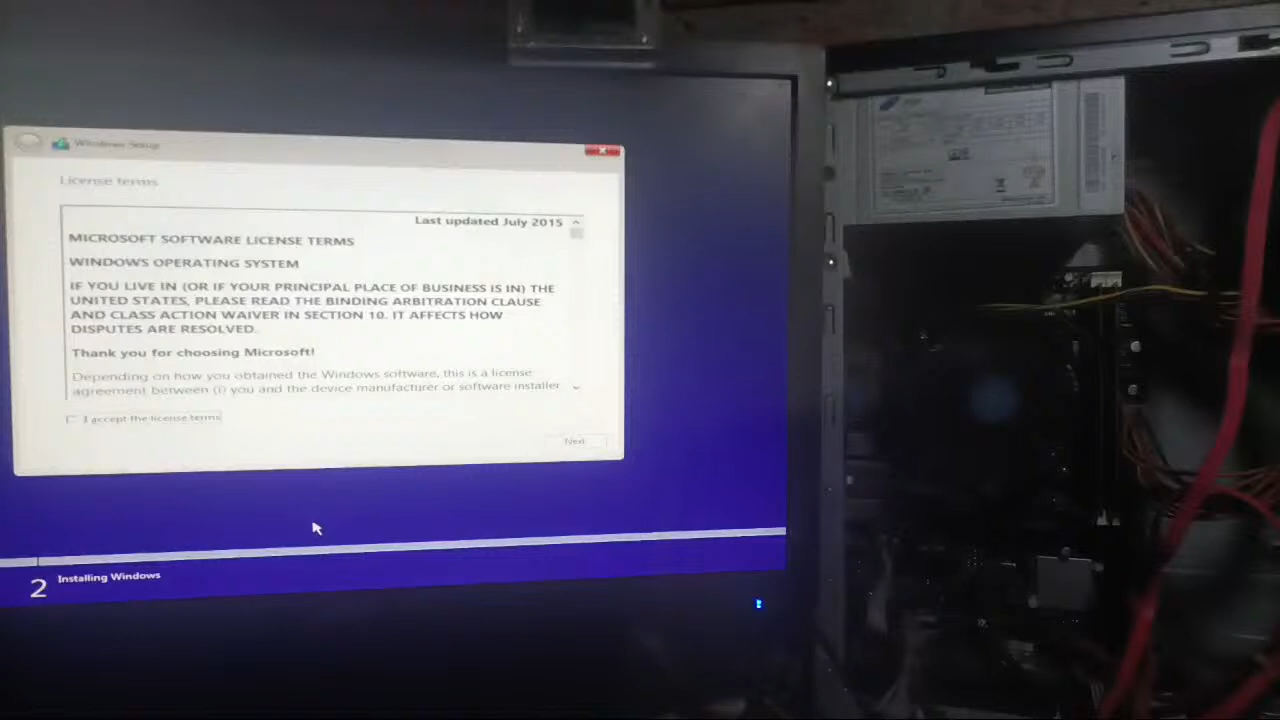 Windows Setup
License terms
Last updated July 2015
MICROSOFT SOFTWARE LICENSE TERMS
WINDOWS OPERATING SYSTEM
IF YOU LIVE IN (OR IF YOUR PRINCIPAL PLACE OF BUSINESS IS IN) THE
UNITED STATES, PLEASE READ THE BINDING ARBITRATION CLAUSE
AND CLASS ACTION WAIVER IN SECTION 10. IT AFFECTS HOW
DISPUTES ARE RESOLVED.
Thank you for choosing Microsoft!
Depending on how you obtained the Windows software, this is a license
agreement between (i) you and the device manufacturer or software installer
I accept the license terms
Next
2 Installing Windows